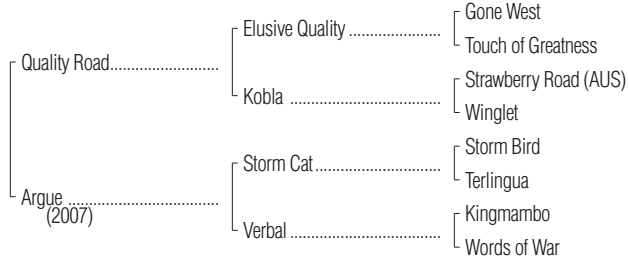 Gone West
Elusive Quality ....................
Touch of Greatness
Quality Road........................
Strawberry Road (AUS)
Kobla .................................
Winglet
Storm Bird
Storm Cat............................
Terlingua
Argue .................................
(2007)
Kingmambo
Verbal .................................
Words of War